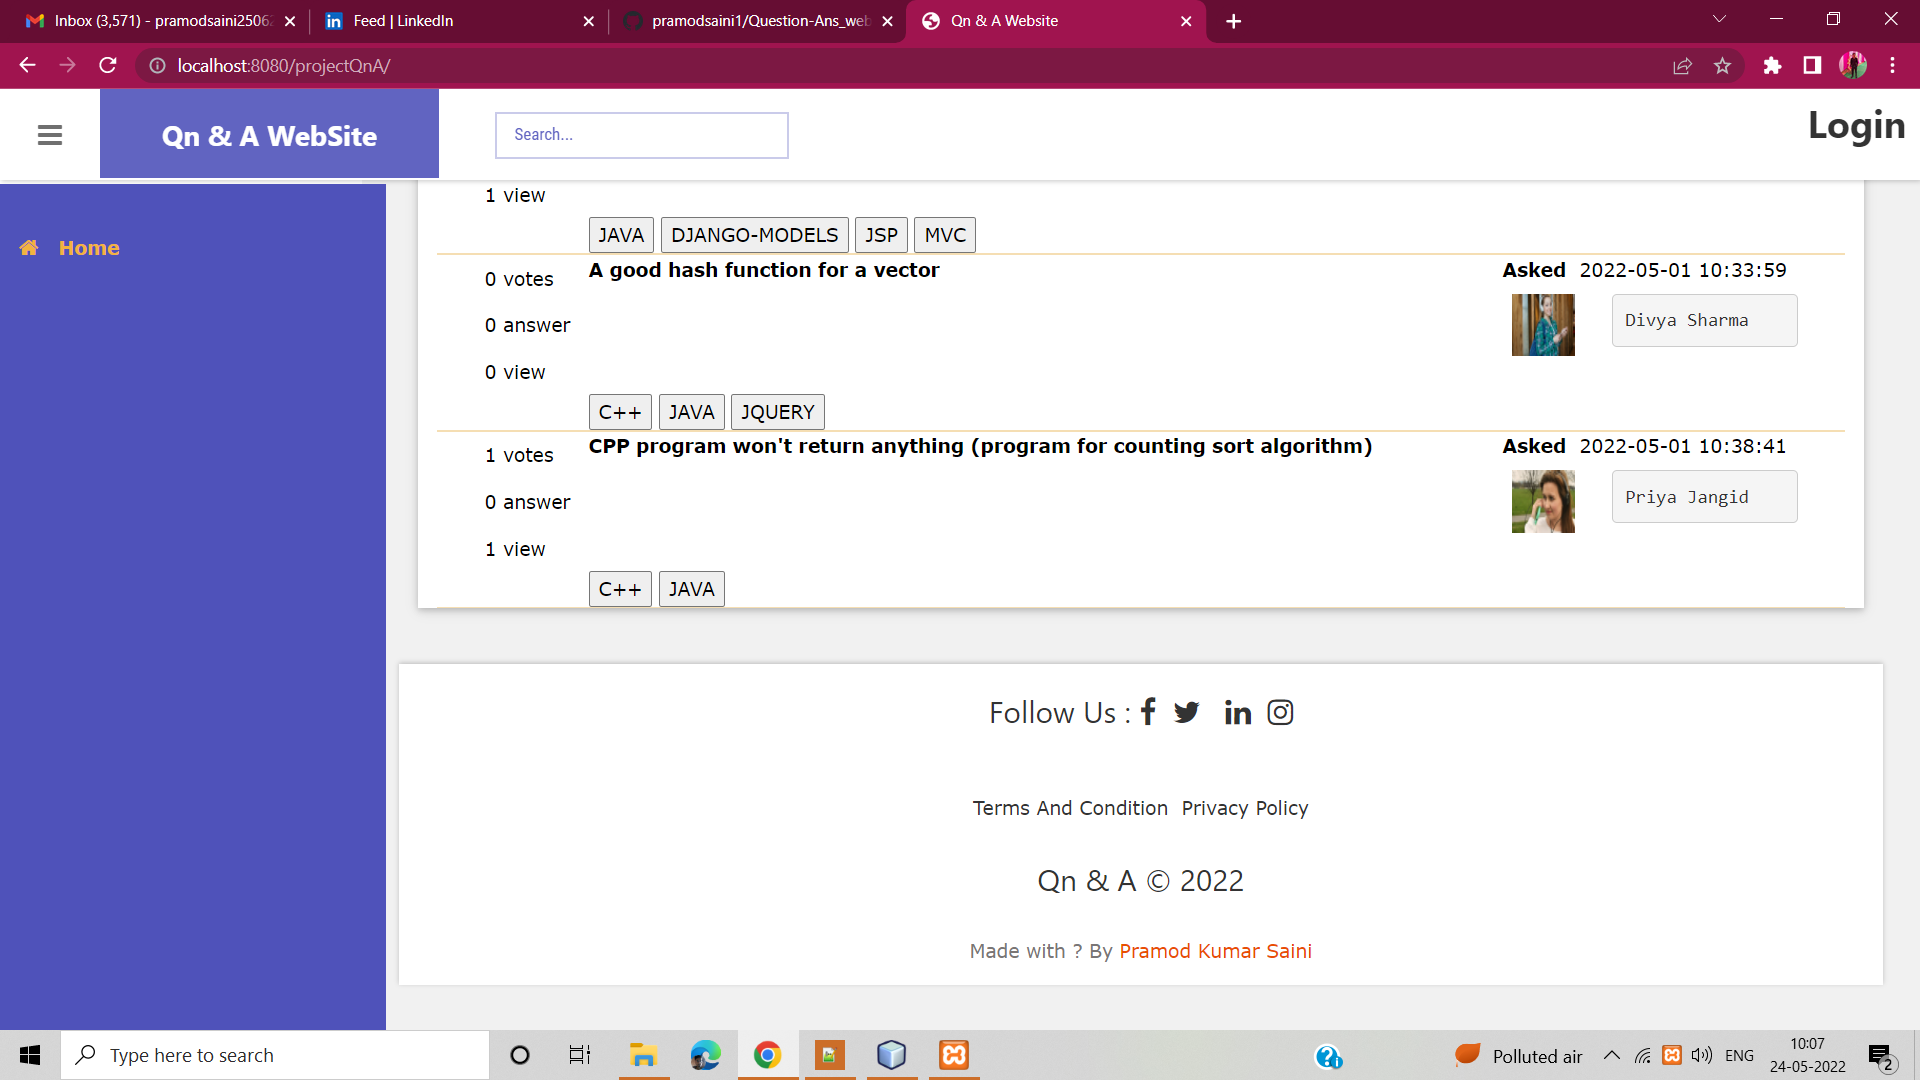 Inbox (3,571) - pramodsaini2506
Feed | LinkedIn
pramodsaini1/Question-Ans_web
Qn & A Website
localhost:8080/projectQnA/
Qn & A WebSite
Search...
Login
Home
1 view
JAVA DJANGO-MODELS JSP MVC
0 votes
A good hash function for a vector
Asked 2022-05-01 10:33:59
0 answer
Divya Sharma
0 view
C++ JAVA JQUERY
1 votes
CPP program won't return anything (program for counting sort algorithm)
Asked 2022-05-01 10:38:41
0 answer
Priya Jangid
1 view
C++ JAVA
Follow Us :
Terms And Condition Privacy Policy
Qn & A © 2022
Made with ? By Pramod Kumar Saini
Type here to search
Polluted air
ENG
10:07
24-05-2022
2